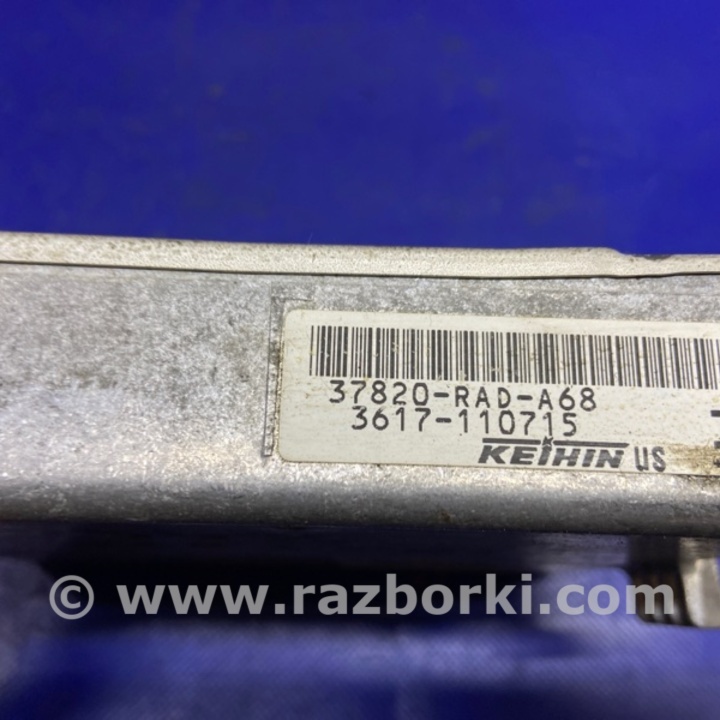 37820-RAD-A68
3617-110715
KEIHIN US
© www.razborki.com